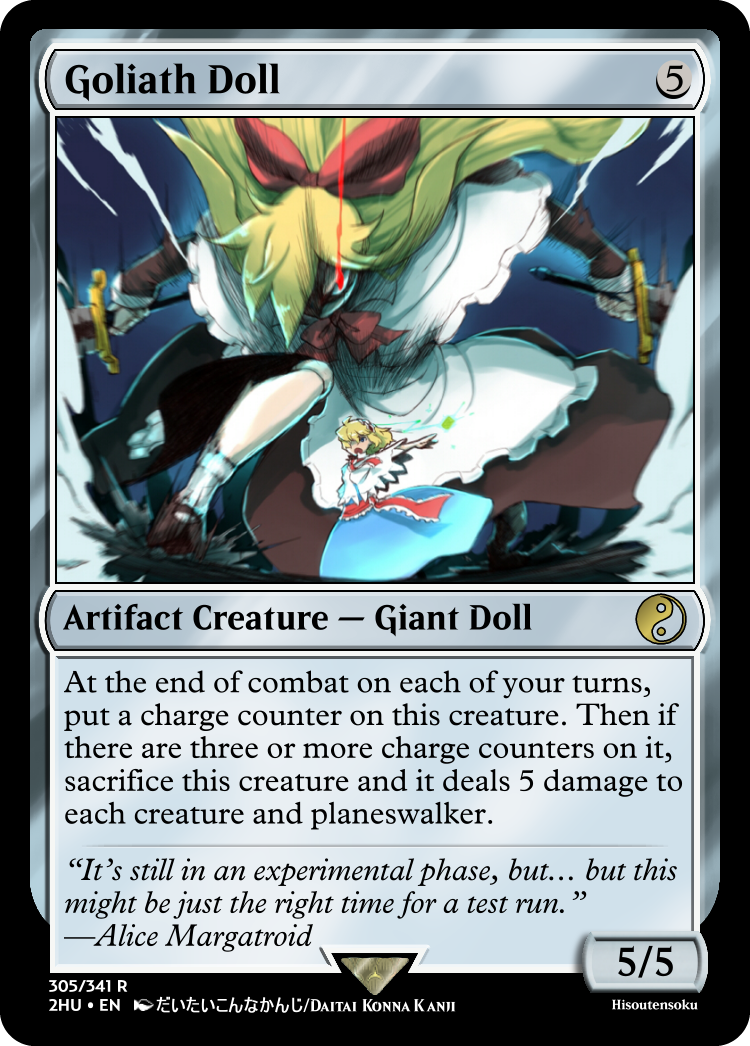 Goliath Doll 5
Artifact Creature — Giant Doll
At the end of combat on each of your turns,
put a charge counter on this creature. Then if
there are three or more charge counters on it,
sacrifice this creature and it deals 5 damage to
each creature and planeswalker.
“It’s still in an experimental phase, but… but this
might be just the right time for a test run.”
—Alice Margatroid
5/5
305/341 R
2HU • EN だいたいこんなかんじ/Daitai Konna Kanji
Hisoutensoku